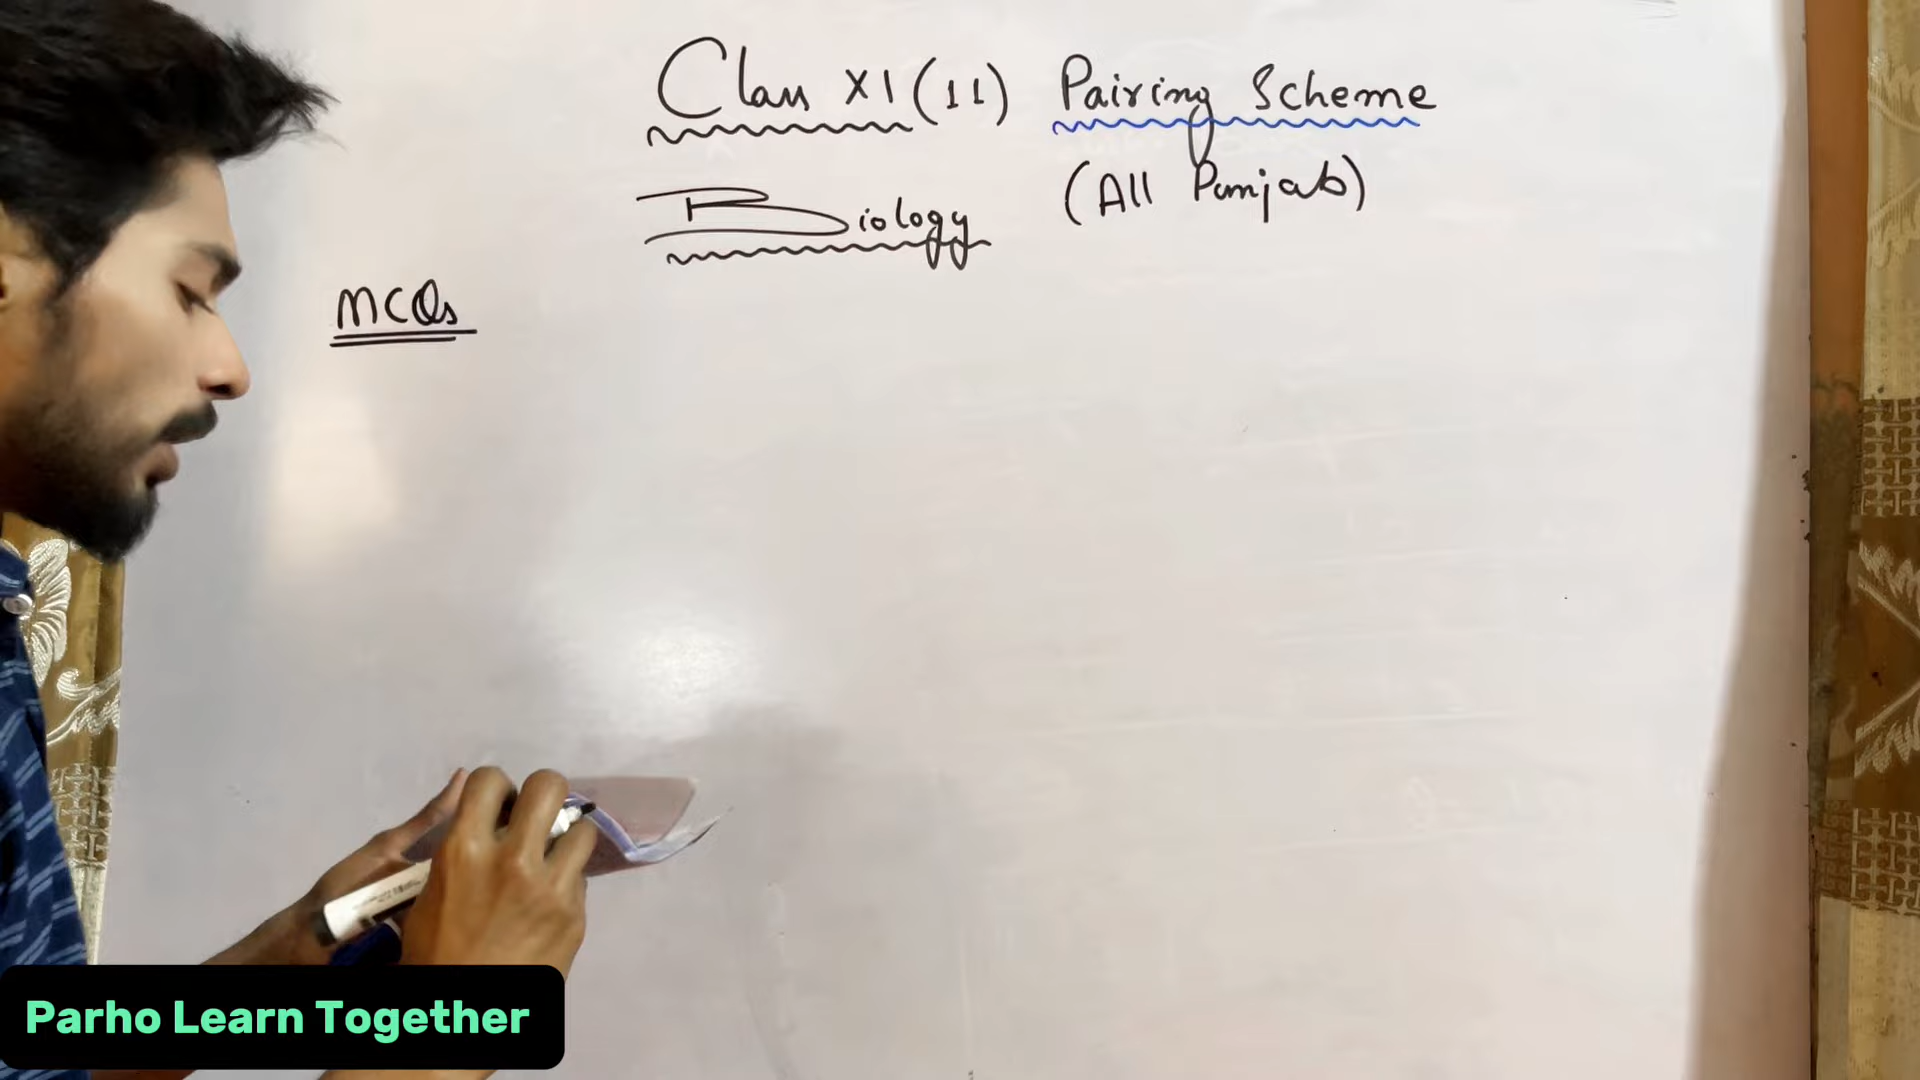 Class XI (11) Pairing Scheme
(All Punjab)
Biology
MCQs
Parho Learn Together